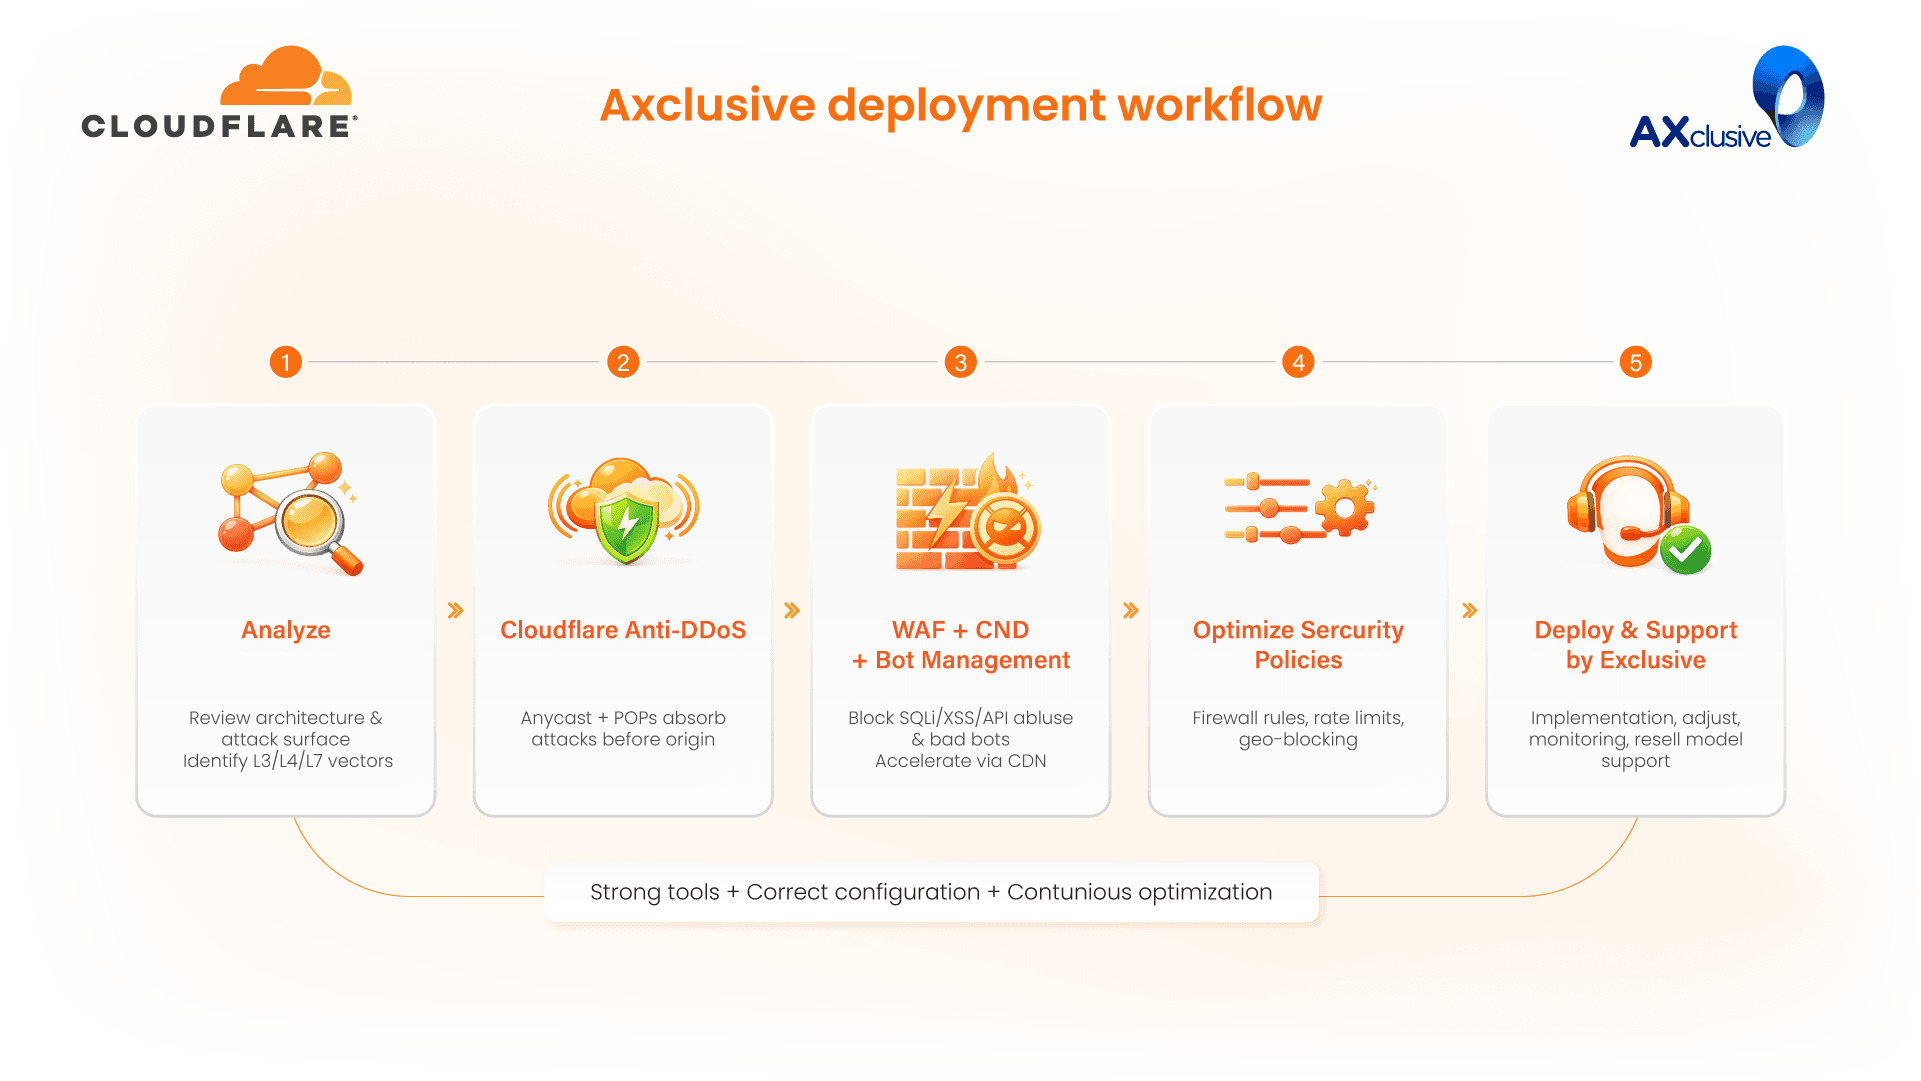 CLOUDFLARE®
Axclusive deployment workflow
AXclusive
1
2
3
4
5
Analyze
Review architecture &
attack surface
Identify L3/L4/L7 vectors
Cloudflare Anti-DDoS
Anycast + POPs absorb
attacks before origin
WAF + CND
+ Bot Management
Block SQLi/XSS/API abluse
& bad bots
Accelerate via CDN
Optimize Sercurity
Policies
Firewall rules, rate limits,
geo-blocking
Deploy & Support
by Exclusive
Implementation, adjust,
monitoring, resell model
support
Strong tools + Correct configuration + Contunious optimization